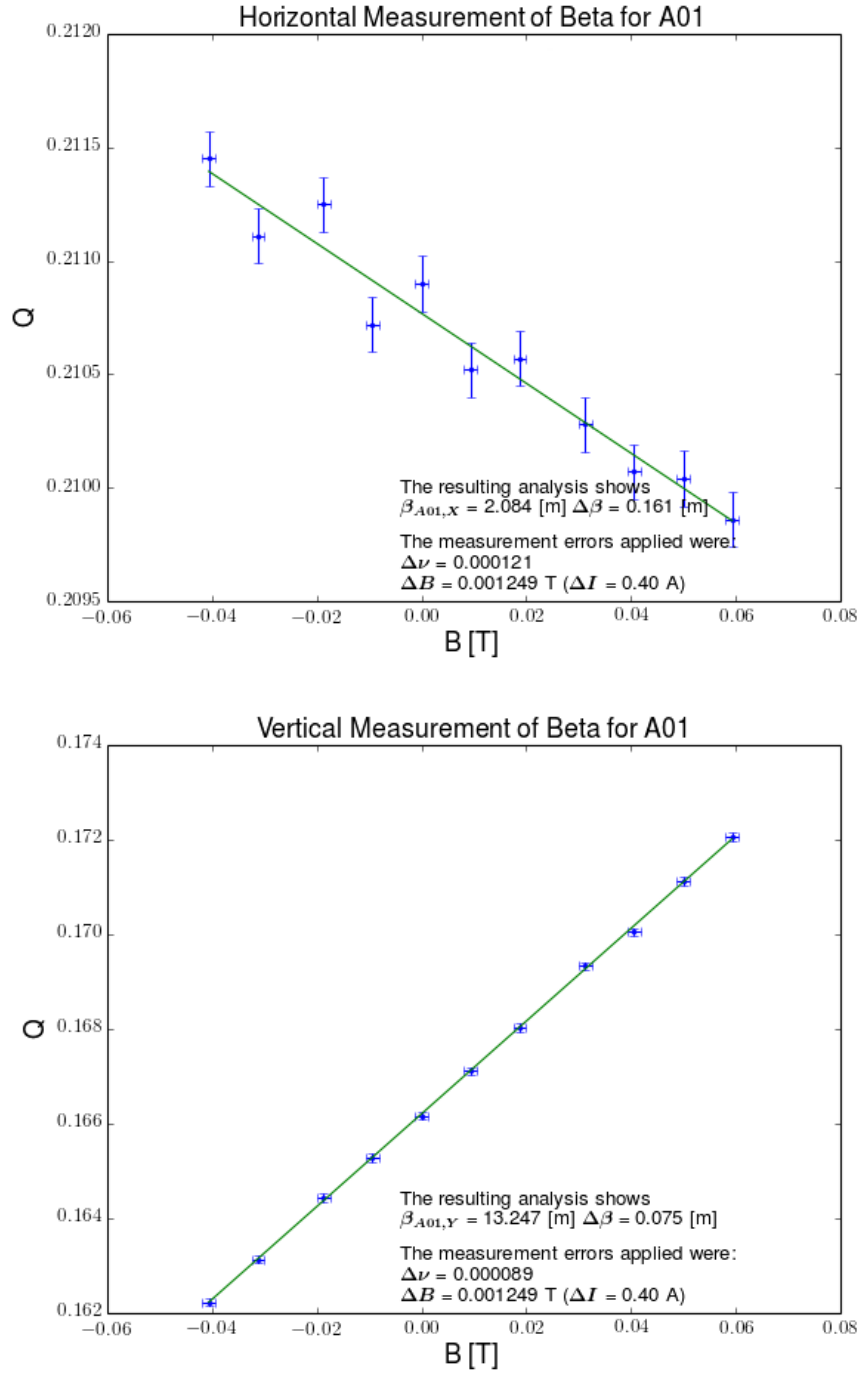 Horizontal Measurement of Beta for A01
0.2120
0.2115
0.2110
0.2105
0.2100
0.2095
Q
The resulting analysis shows
β_{A01,X} = 2.084 [m] Δβ = 0.161 [m]
The measurement errors applied were:
Δν = 0.000121
ΔB = 0.001249 T (ΔI = 0.40 A)
−0.06 −0.04 −0.02 0.00 0.02 0.04 0.06 0.08
B [T]
Vertical Measurement of Beta for A01
0.174
0.172
0.170
0.168
0.166
0.164
0.162
Q
The resulting analysis shows
β_{A01,Y} = 13.247 [m] Δβ = 0.075 [m]
The measurement errors applied were:
Δν = 0.000089
ΔB = 0.001249 T (ΔI = 0.40 A)
−0.06 −0.04 −0.02 0.00 0.02 0.04 0.06 0.08
B [T]